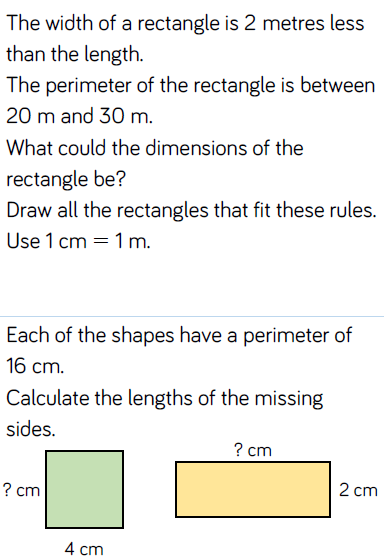 The width of a rectangle is 2 metres less
than the length.
The perimeter of the rectangle is between
20 m and 30 m.
What could the dimensions of the
rectangle be?
Draw all the rectangles that fit these rules.
Use 1 cm = 1 m.
Each of the shapes have a perimeter of
16 cm.
Calculate the lengths of the missing
sides.
? cm
? cm
2 cm
4 cm